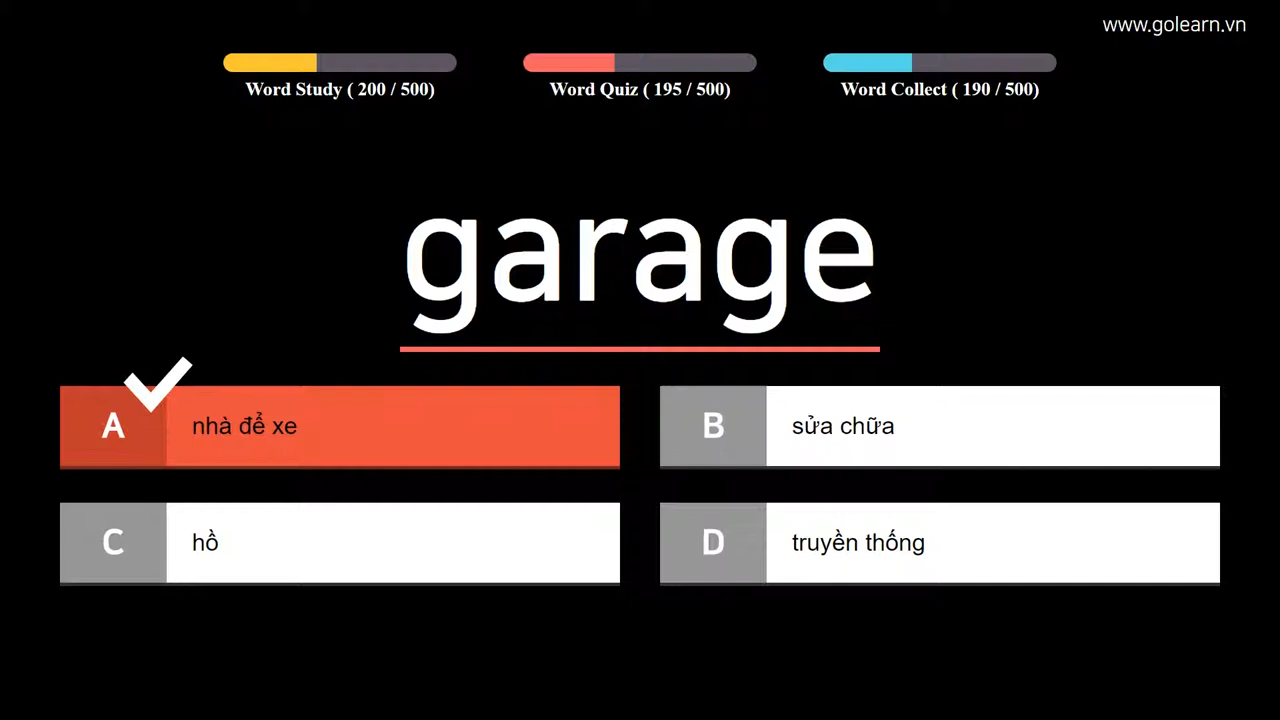 www.golearn.vn
Word Study ( 200 / 500)
Word Quiz ( 195 / 500)
Word Collect ( 190 / 500)
garage
A nhà để xe
B sửa chữa
C hồ
D truyền thống